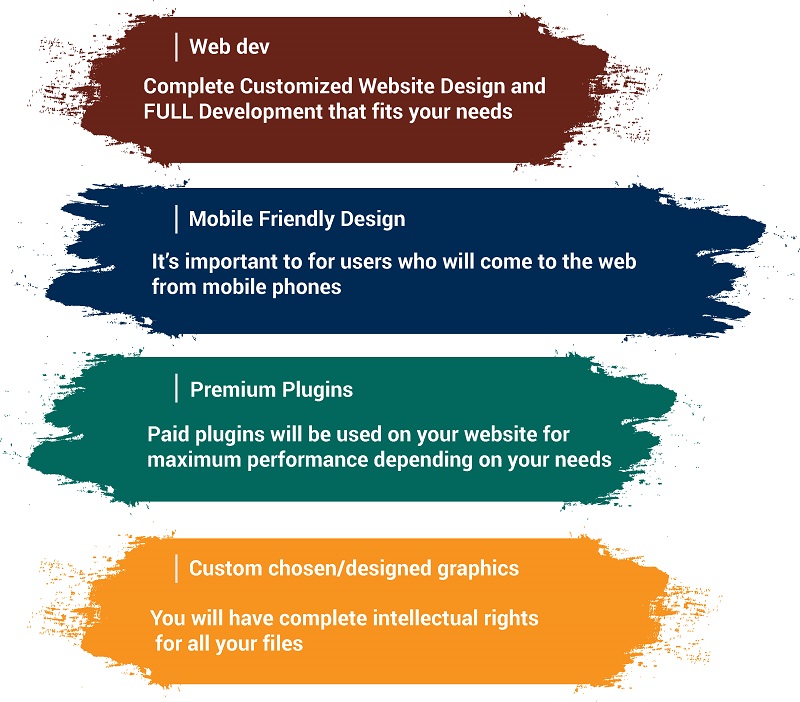 Web dev
Complete Customized Website Design and
FULL Development that fits your needs
Mobile Friendly Design
It's important to for users who will come to the web
from mobile phones
Premium Plugins
Paid plugins will be used on your website for
maximum performance depending on your needs
Custom chosen/designed graphics
You will have complete intellectual rights
for all your files